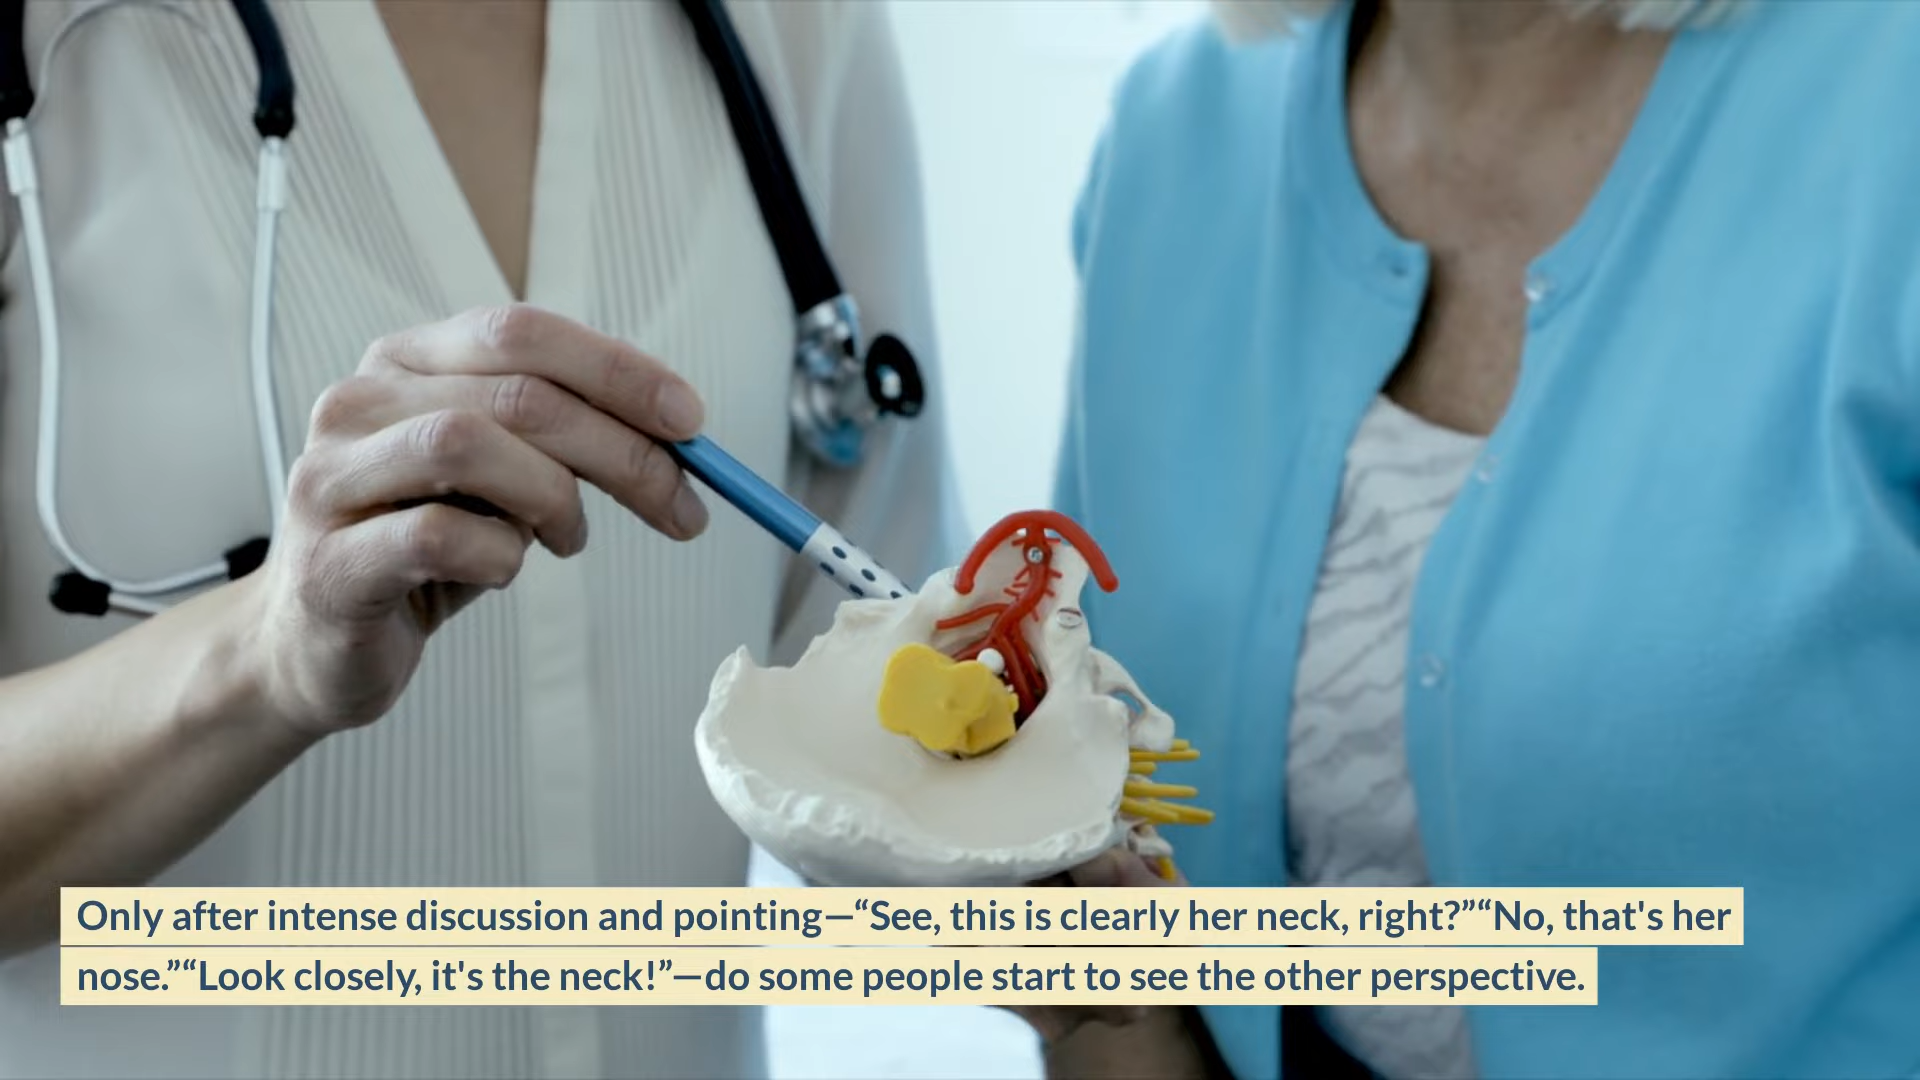 Only after intense discussion and pointing—“See, this is clearly her neck, right?”“No, that's her
nose.”“Look closely, it's the neck!”—do some people start to see the other perspective.